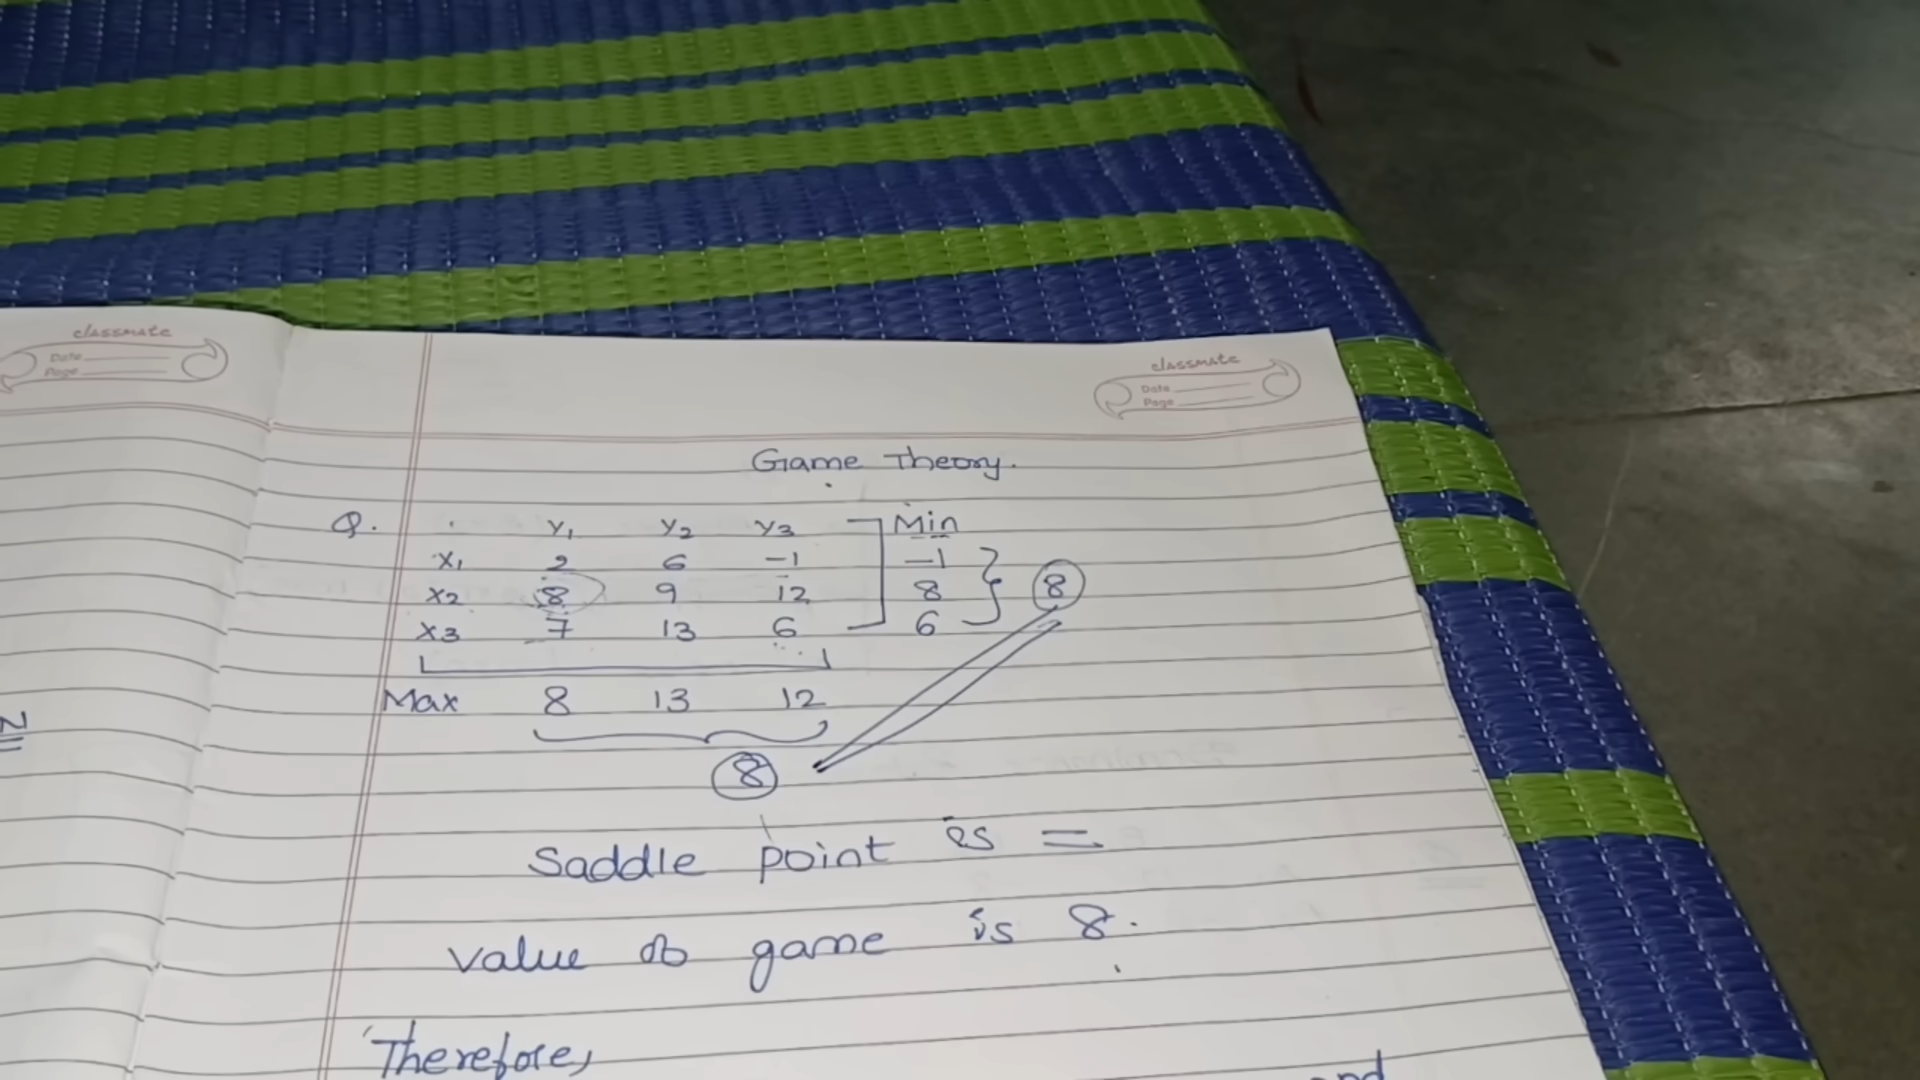 classmate
Date
Page
classmate
Date
Page
Game Theory.
Q. Y1 Y2 Y3 Min
X1 2 6 -1 -1
X2 8 9 12 8 8
X3 7 13 6 6
Max 8 13 12
8
Saddle point is =
value of game is 8.
Therefore,
and